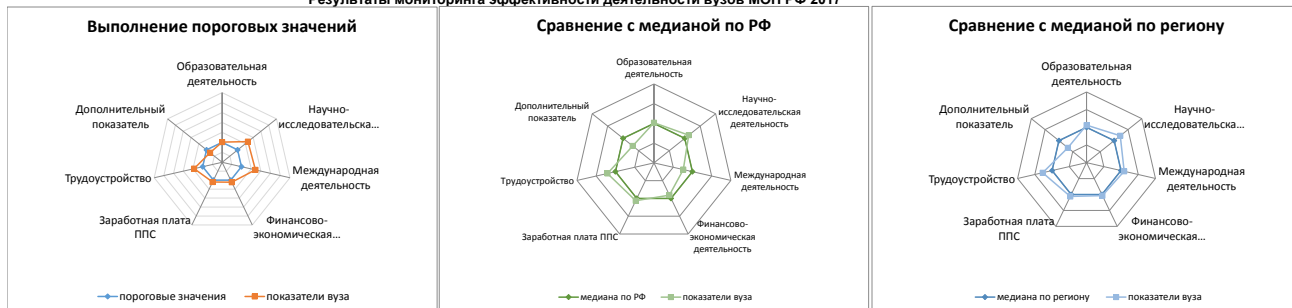 Результаты мониторинга эффективности деятельности вузов МОН РФ 2017
Выполнение пороговых значений
Образовательная
деятельность
Научно-
исследовательска...
Международная
деятельность
Финансово-
экономическая...
Заработная плата
ППС
Трудоустройство
Дополнительный
показатель
пороговые значения
показатели вуза
Сравнение с медианой по РФ
Образовательная
деятельность
Научно-
исследовательская
деятельность
Международная
деятельность
Финансово-
экономическая
деятельность
Заработная плата ППС
Трудоустройство
Дополнительный
показатель
медиана по РФ
показатели вуза
Сравнение с медианой по региону
Образовательная
деятельность
Научно-
исследовательска...
Международная
деятельность
Финансово-
экономическая...
Заработная плата
ППС
Трудоустройство
Дополнительный
показатель
медиана по региону
показатели вуза